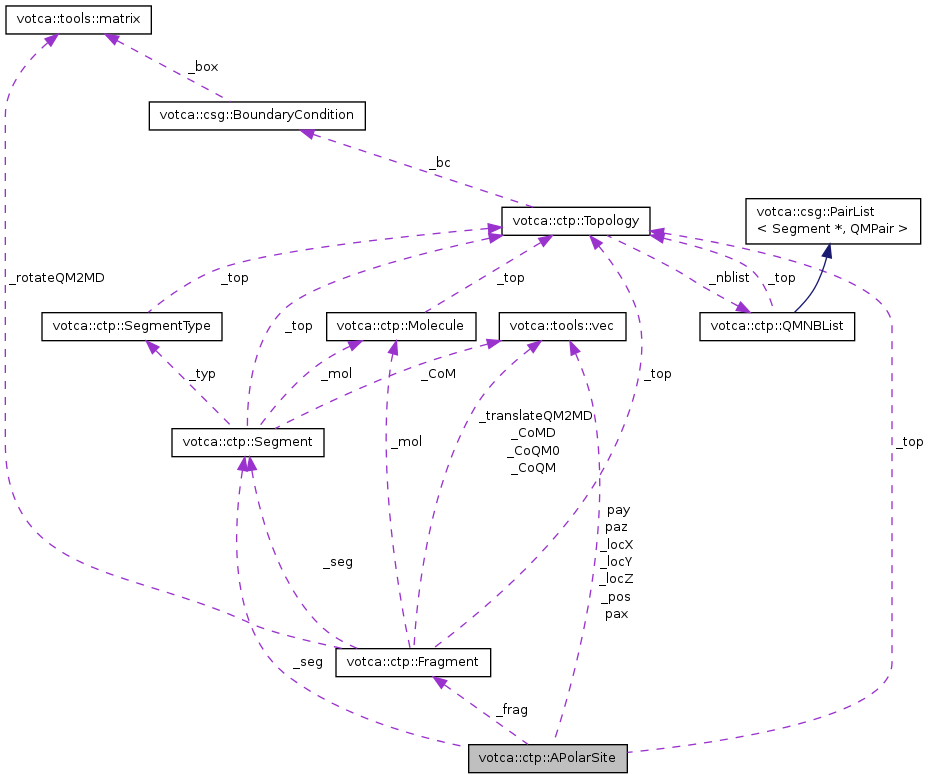 votca::tools::matrix
_box
votca::csg::BoundaryCondition
_bc
votca::csg::PairList
< Segment *, QMPair >
votca::ctp::Topology
_rotateQM2MD
_top
_top
_nblist
_top
_top
votca::ctp::SegmentType
votca::ctp::Molecule
votca::tools::vec
votca::ctp::QMNBList
_typ
_mol
_CoM
_top
votca::ctp::Segment
_mol
_translateQM2MD
_CoMD
_CoQM0
_CoQM
_top
pay
paz
_locX
_locY
_locZ
_pos
pax
_seg
_seg
votca::ctp::Fragment
_frag
votca::ctp::APolarSite